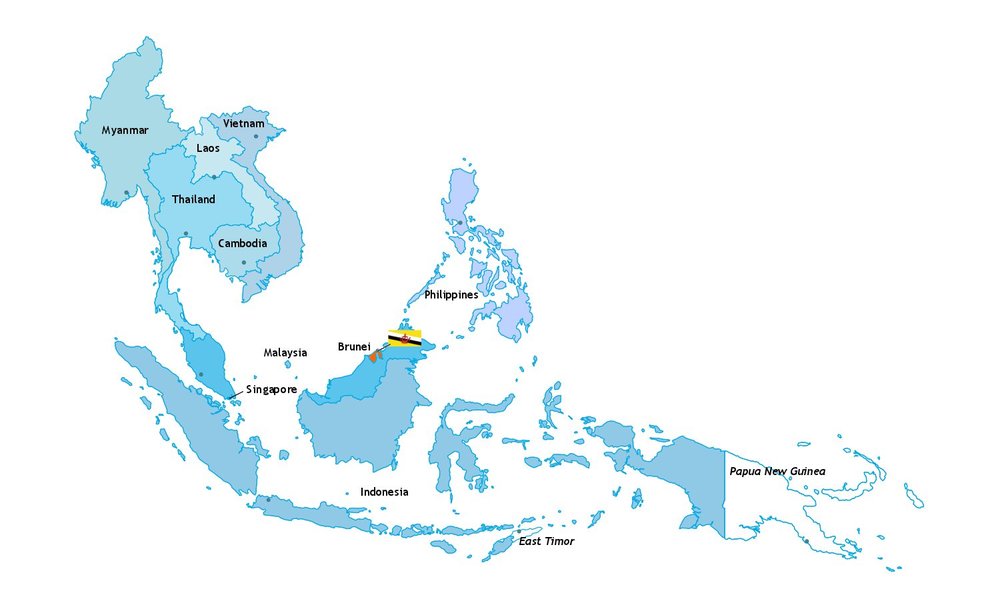 Vietnam
Myanmar
Laos
Thailand
Cambodia
Philippines
Brunei
Malaysia
Singapore
Papua New Guinea
Indonesia
East Timor